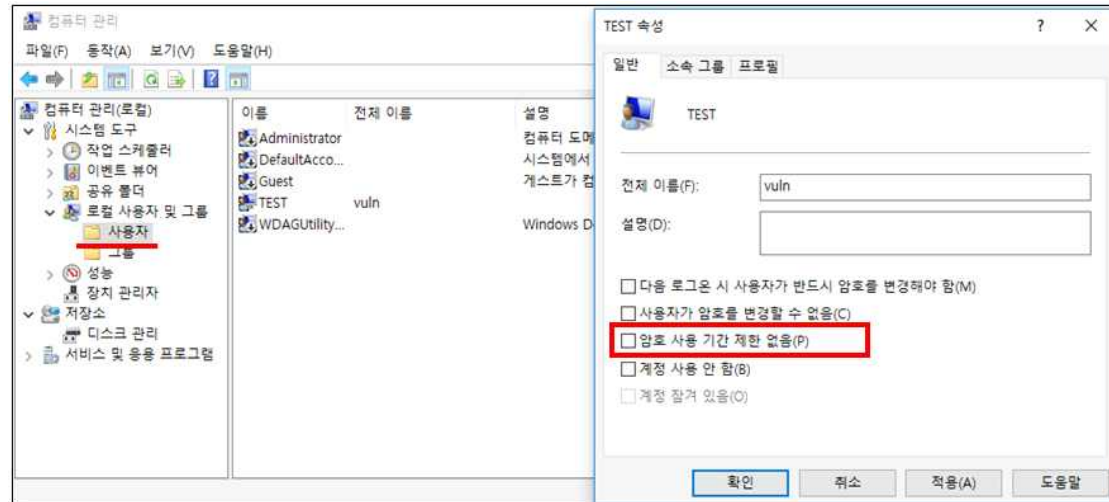 컴퓨터 관리
파일(F) 동작(A) 보기(V) 도움말(H)
컴퓨터 관리(로컬)
시스템 도구
작업 스케줄러
이벤트 뷰어
공유 폴더
로컬 사용자 및 그룹
사용자
그룹
성능
장치 관리자
저장소
디스크 관리
서비스 및 응용 프로그램
이름 전체 이름 설명
Administrator 컴퓨터 도메
DefaultAcco... 시스템에서
Guest 게스트가 컴
TEST vuln
WDAGUtility... Windows D
TEST 속성
일반 소속 그룹 프로필
TEST
전체 이름(F): vuln
설명(D):
다음 로그온 시 사용자가 반드시 암호를 변경해야 함(M)
사용자가 암호를 변경할 수 없음(C)
암호 사용 기간 제한 없음(P)
계정 사용 안 함(B)
계정 잠겨 있음(O)
확인 취소 적용(A) 도움말